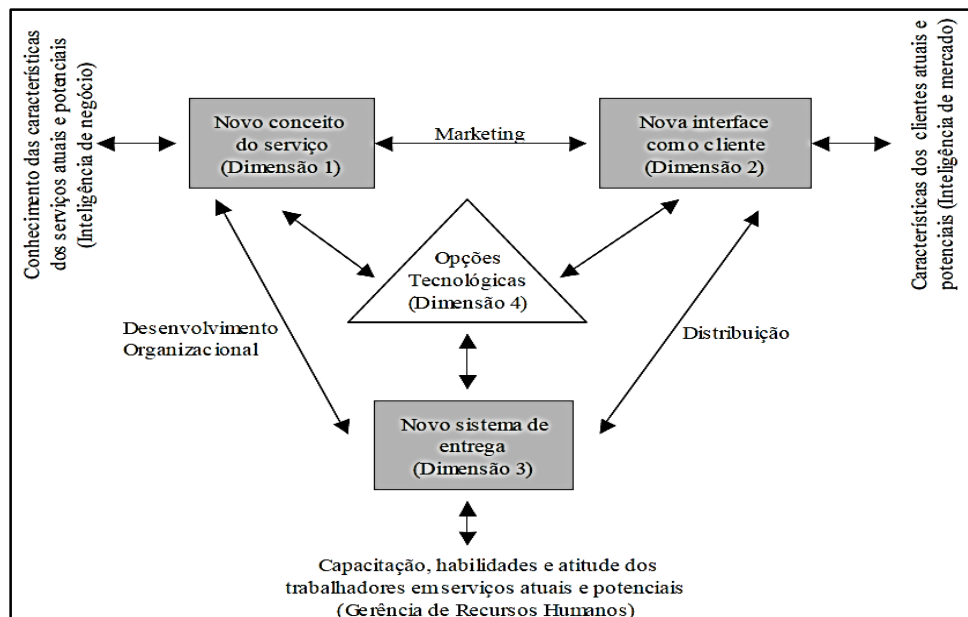 Conhecimento das características
dos serviços atuais e potenciais
(Inteligência de negócio)
Novo conceito
do serviço
(Dimensão 1)
Marketing
Nova interface
com o cliente
(Dimensão 2)
Características dos clientes atuais e
potenciais (Inteligência de mercado)
Opções
Tecnológicas
(Dimensão 4)
Desenvolvimento
Organizacional
Distribuição
Novo sistema de
entrega
(Dimensão 3)
Capacitação, habilidades e atitude dos
trabalhadores em serviços atuais e potenciais
(Gerência de Recursos Humanos)